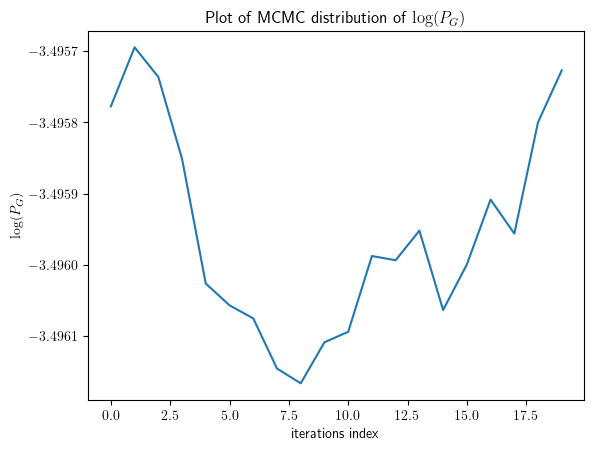 Plot of MCMC distribution of log(P_G)
−3.4957
−3.4958
−3.4959
−3.4960
−3.4961
log(P_G)
0.0 2.5 5.0 7.5 10.0 12.5 15.0 17.5
iterations index